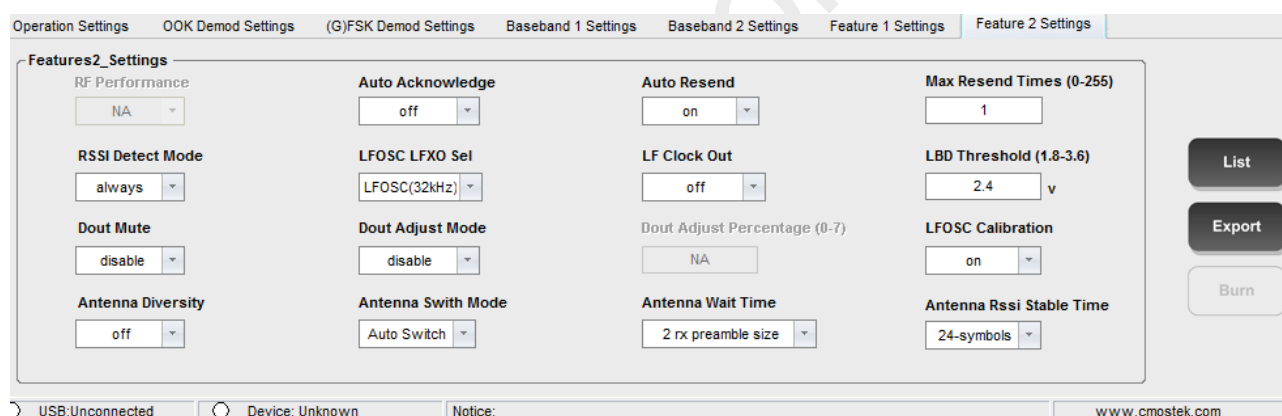 Operation Settings OOK Demod Settings (G)FSK Demod Settings Baseband 1 Settings Baseband 2 Settings Feature 1 Settings Feature 2 Settings
Features2_Settings
RF Performance Auto Acknowledge Auto Resend Max Resend Times (0-255)
NA off on 1
RSSI Detect Mode LFOSC LFXO Sel LF Clock Out LBD Threshold (1.8-3.6)
List
always LFOSC(32kHz) off 2.4 v
Dout Mute Dout Adjust Mode Dout Adjust Percentage (0-7) LFOSC Calibration
Export
disable disable NA on
Burn
Antenna Diversity Antenna Swith Mode Antenna Wait Time Antenna Rssi Stable Time
off Auto Switch 2 rx preamble size 24-symbols
USB:Unconnected Device: Unknown Notice: www.cmostek.com